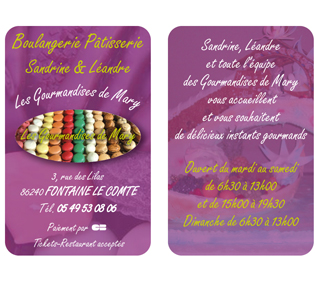 Boulangerie Pâtisserie
Sandrine & Léandre
Les Gourmandises de Mary
Les Gourmandises de Mary
3, rue des Lilas
86240 FONTAINE LE COMTE
Tél. 05 49 53 08 06
Paiement par CB
Tickets-Restaurant acceptés
Sandrine, Léandre
et toute l'équipe
des Gourmandises de Mary
vous accueillent
et vous souhaitent
de délicieux instants gourmands
Ouvert du mardi au samedi
de 6h30 à 13h00
et de 15h00 à 19h30
Dimanche de 6h30 à 13h00